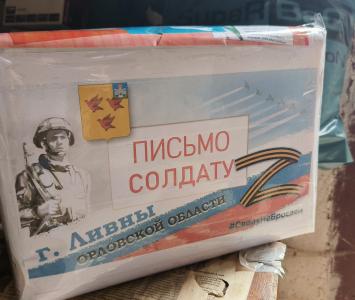 ПИСЬМО
СОЛДАТУ
г. Ливны
ОРЛОВСКОЙ ОБЛАСТИ
#СвоихНеБросаем